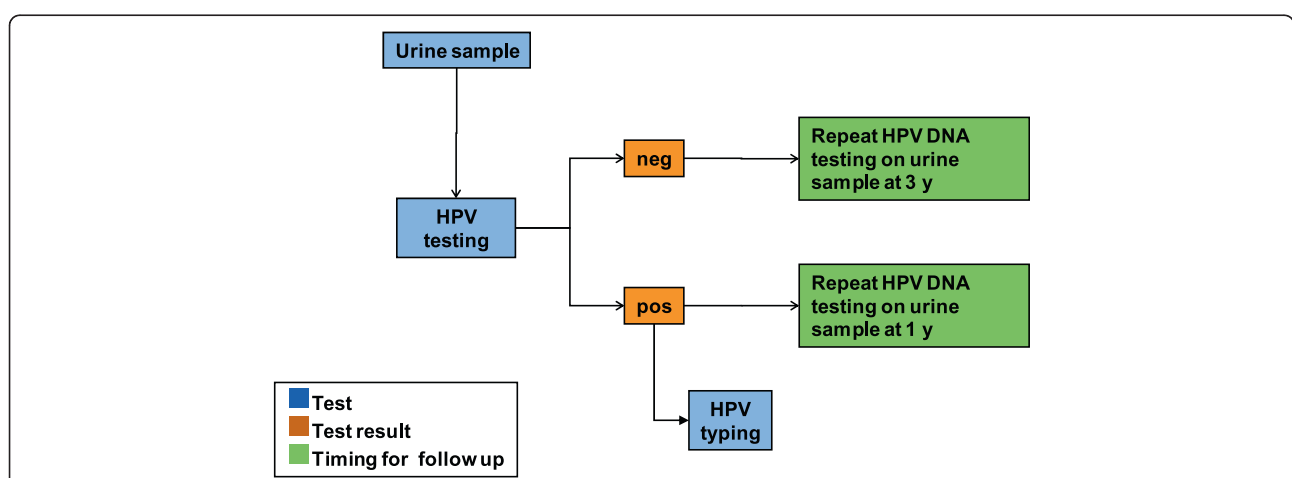 Urine sample
neg
Repeat HPV DNA
testing on urine
sample at 3 y
HPV
testing
pos
Repeat HPV DNA
testing on urine
sample at 1 y
HPV
typing
Test
Test result
Timing for follow up